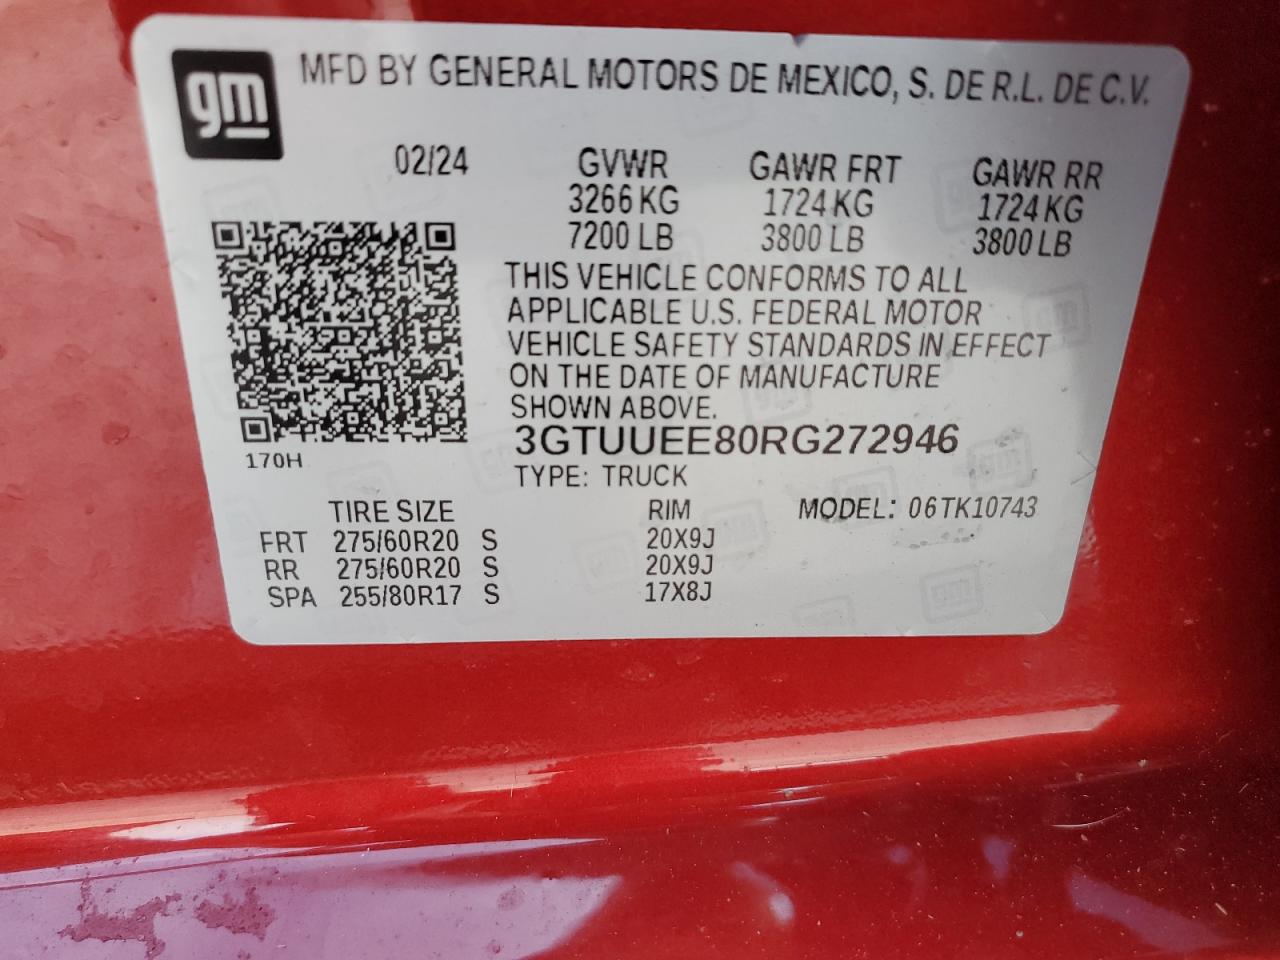 gm
MFD BY GENERAL MOTORS DE MEXICO, S. DE R.L. DE C.V.
02/24 GVWR GAWR FRT GAWR RR
3266 KG 1724 KG 1724 KG
7200 LB 3800 LB 3800 LB
THIS VEHICLE CONFORMS TO ALL
APPLICABLE U.S. FEDERAL MOTOR
VEHICLE SAFETY STANDARDS IN EFFECT
ON THE DATE OF MANUFACTURE
SHOWN ABOVE.
3GTUUEE80RG272946
170H
TYPE: TRUCK
TIRE SIZE RIM MODEL: 06TK10743
FRT 275/60R20 S 20X9J
RR 275/60R20 S 20X9J
SPA 255/80R17 S 17X8J